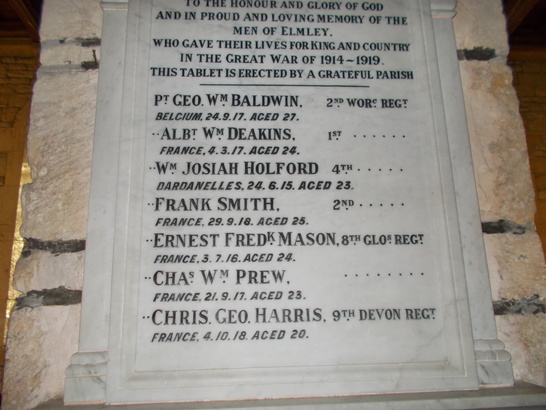 TO THE HONOUR AND GLORY OF GOD
AND IN PROUD AND LOVING MEMORY OF THE
MEN OF ELMLEY.
WHO GAVE THEIR LIVES FOR KING AND COUNTRY
IN THE GREAT WAR OF 1914-1919.
THIS TABLET IS ERECTED BY A GRATEFUL PARISH
PT GEO. WM BALDWIN, 2ND WORC REGT
BELGIUM, 24.9.17. AGED 27.
·· ALBT WM DEAKINS, 1ST · · · · · ·
FRANCE, 4.3.17. AGED 24.
·· WM JOSIAH HOLFORD 4TH · · · · ·
DARDANELLES, 24.6.15. AGED 23.
·· FRANK SMITH, 2ND · · · · ·
FRANCE, 29.9.18. AGED 25.
·· ERNEST FREDK MASON, 8TH GLOS REGT
FRANCE, 3.7.16. AGED 24.
·· CHAS WM PREW, · · · · · ·
FRANCE, 21.9.17. AGED 23.
·· CHRIS. GEO. HARRIS, 9TH DEVON REGT
FRANCE, 4.10.18. AGED 20.